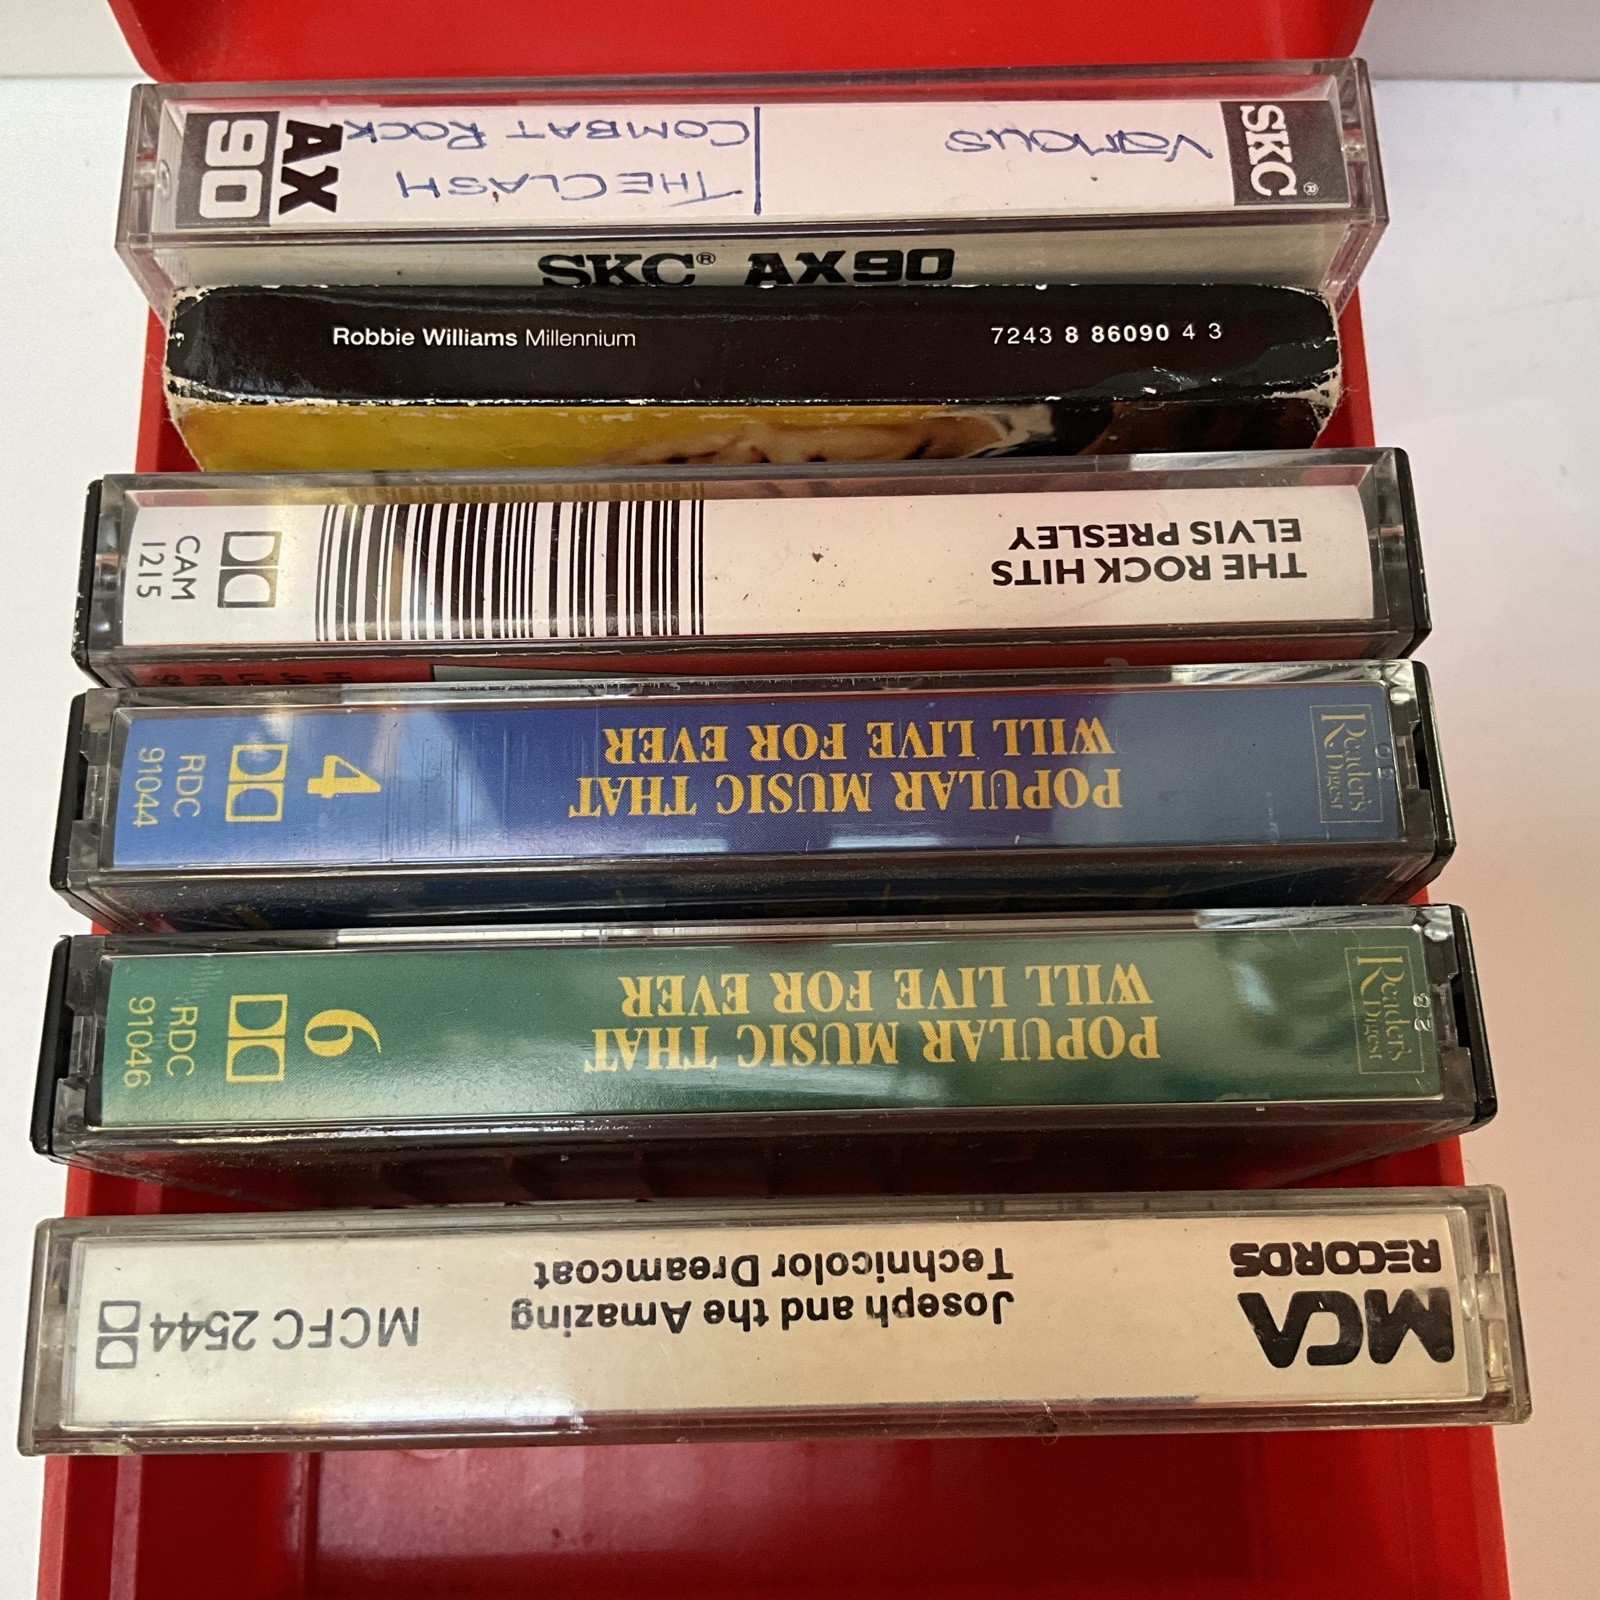 SKC
Various
THE CLASH
COMBAT ROCK
AX
90
SKC® AX90
Robbie Williams Millennium
7243 8 86090 4 3
THE ROCK HITS
ELVIS PRESLEY
CAM
1215
Reader's
Digest
POPULAR MUSIC THAT
WILL LIVE FOR EVER
4
RDC
91044
Reader's
Digest
POPULAR MUSIC THAT
WILL LIVE FOR EVER
6
RDC
91046
MCA
RECORDS
Joseph and the Amazing
Technicolor Dreamcoat
MCFC 2544